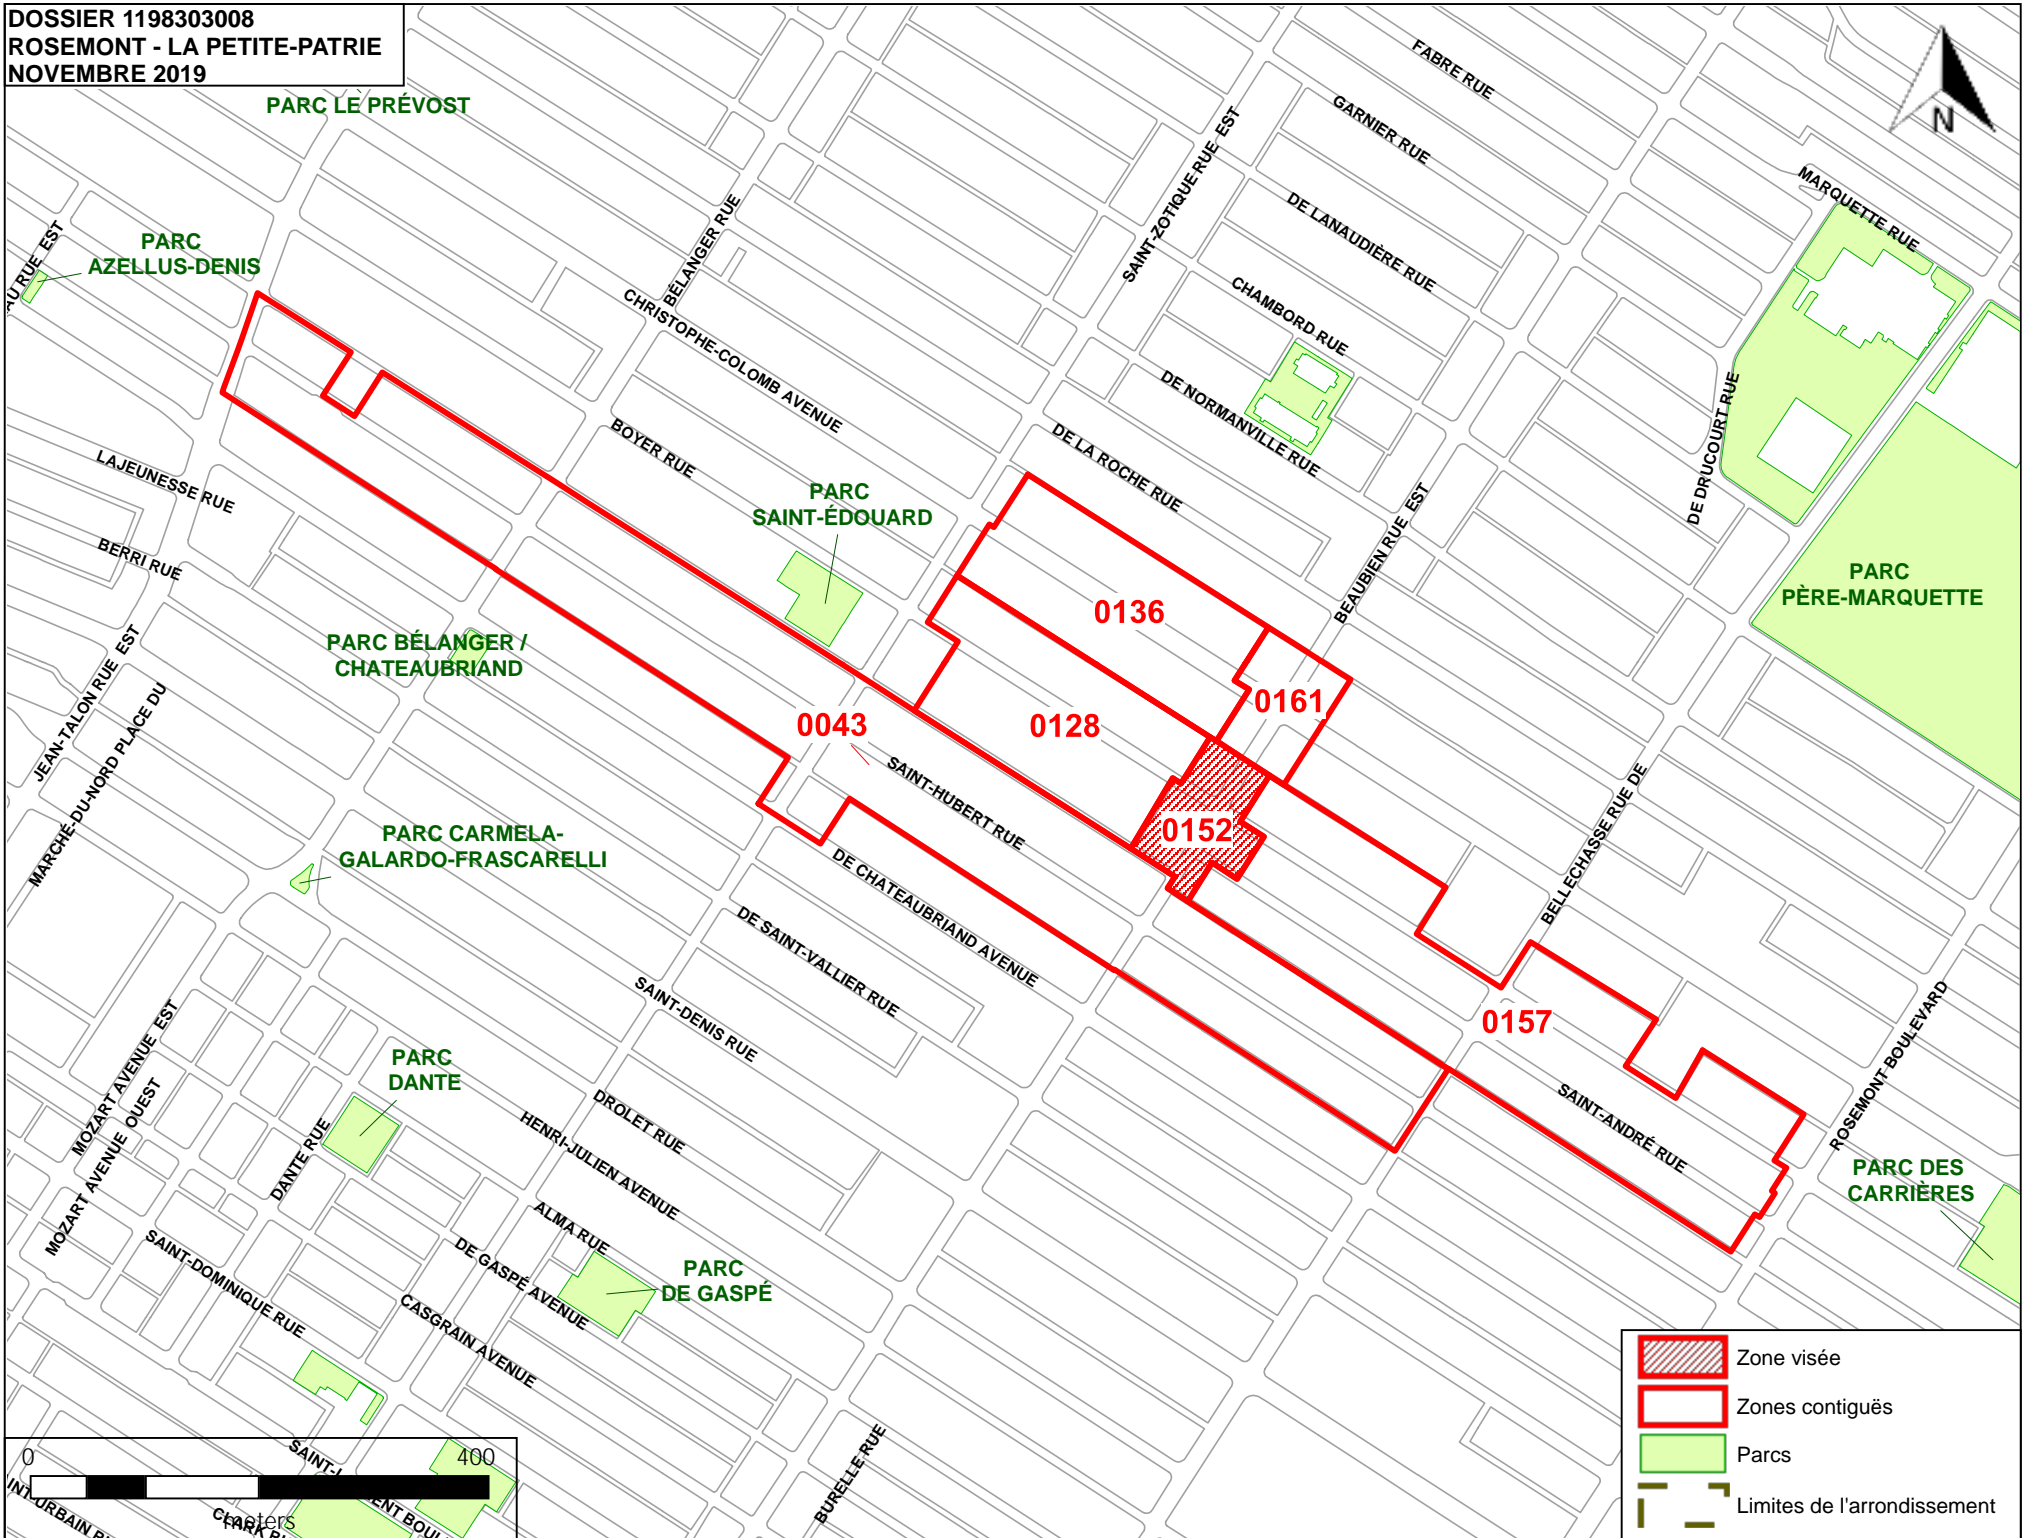 DOSSIER 1198303008
ROSEMONT - LA PETITE-PATRIE
NOVEMBRE 2019
PARC LE PRÉVOST
FABRE RUE
GARNIER RUE
N
MARQUETTE RUE
SAINT-ZOTIQUE RUE EST
DE LANAUDIÈRE RUE
BÉLANGER RUE
PARC
AZELLUS-DENIS
RUE EST
CHRISTOPHE-COLOMB AVENUE
CHAMBORD RUE
DE NORMANVILLE RUE
DE DRUCOURT RUE
BOYER RUE
DE LA ROCHE RUE
LAJEUNESSE RUE
PARC
SAINT-ÉDOUARD
BEAUBIEN RUE EST
BERRI RUE
PARC
PÈRE-MARQUETTE
0136
PARC BÉLANGER /
CHATEAUBRIAND
JEAN-TALON RUE EST
0161
0043
0128
MARCHÉ-DU-NORD PLACE DU
SAINT-HUBERT RUE
0152
BELLECHASSE RUE DE
PARC CARMELA-
GALARDO-FRASCARELLI
DE CHATEAUBRIAND AVENUE
DE SAINT-VALLIER RUE
SAINT-DENIS RUE
0157
ROSEMONT BOULEVARD
MOZART AVENUE EST
PARC
DANTE
SAINT-ANDRÉ RUE
MOZART AVENUE OUEST
DANTE RUE
DROLET RUE
HENRI-JULIEN AVENUE
PARC DES
CARRIÈRES
ALMA RUE
SAINT-DOMINIQUE RUE
DE GASPÉ AVENUE
PARC
DE GASPÉ
CASGRAIN AVENUE
BURELLE RUE
Zone visée
Zones contiguës
Parcs
Limites de l'arrondissement
0 400
meters
CLARK